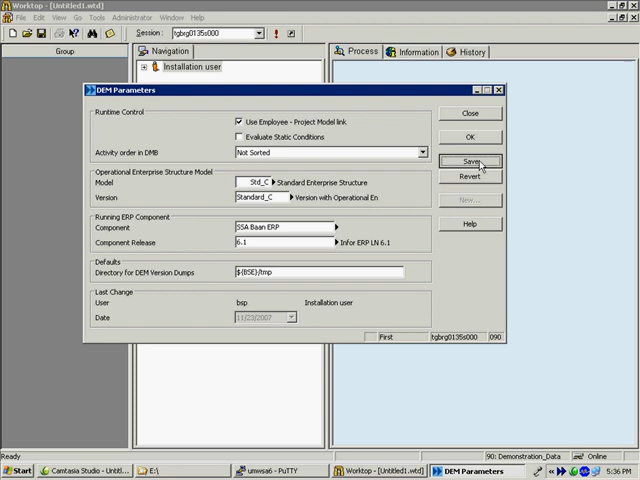 Worktop - [Untitled1.wtd]
File Edit View Go Tools Administrator Window Help
Session: tgbrg0135s000
Group
Navigation
Process
Information
History
Installation user
DEM Parameters
Runtime Control
Use Employee - Project Model link
Evaluate Static Conditions
Activity order in DMB Not Sorted
Operational Enterprise Structure Model
Model Std_C Standard Enterprise Structure
Version Standard_C Version with Operational En
Running ERP Component
Component SSA Baan ERP
Component Release 6.1 Infor ERP LN 6.1
Defaults
Directory for DEM Version Dumps ${BSE}/tmp
Last Change
User bsp Installation user
Date 11/23/2007
Close
OK
Save
Revert
New...
Help
First tgbrg0135s000 090
Ready 90: Demonstration_Data Online
Start Camtasia Studio - Untitl... E:\ umwsa6 - PuTTY Worktop - [Untitled1.wtd] DEM Parameters 5:36 PM